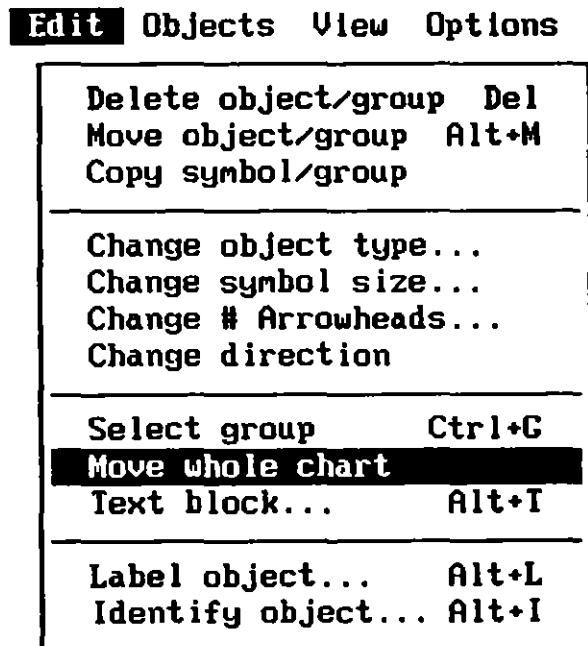 Edit Objects View Options
Delete object/group Del
Move object/group Alt+M
Copy symbol/group
Change object type...
Change symbol size...
Change # Arrowheads...
Change direction
Select group Ctrl+G
Move whole chart
Text block... Alt+T
Label object... Alt+L
Identify object... Alt+I